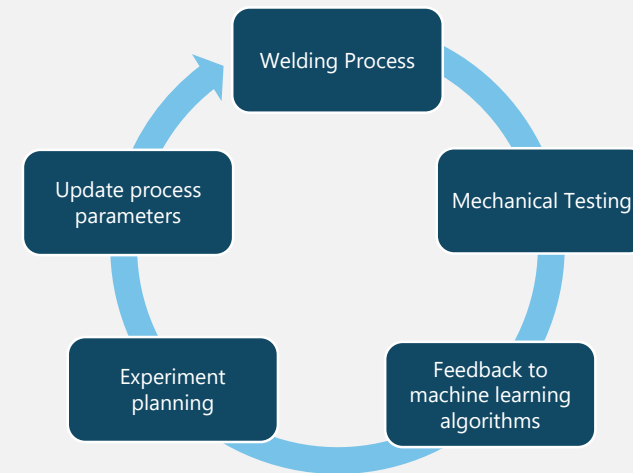 Welding Process
Mechanical Testing
Feedback to
machine learning
algorithms
Experiment
planning
Update process
parameters